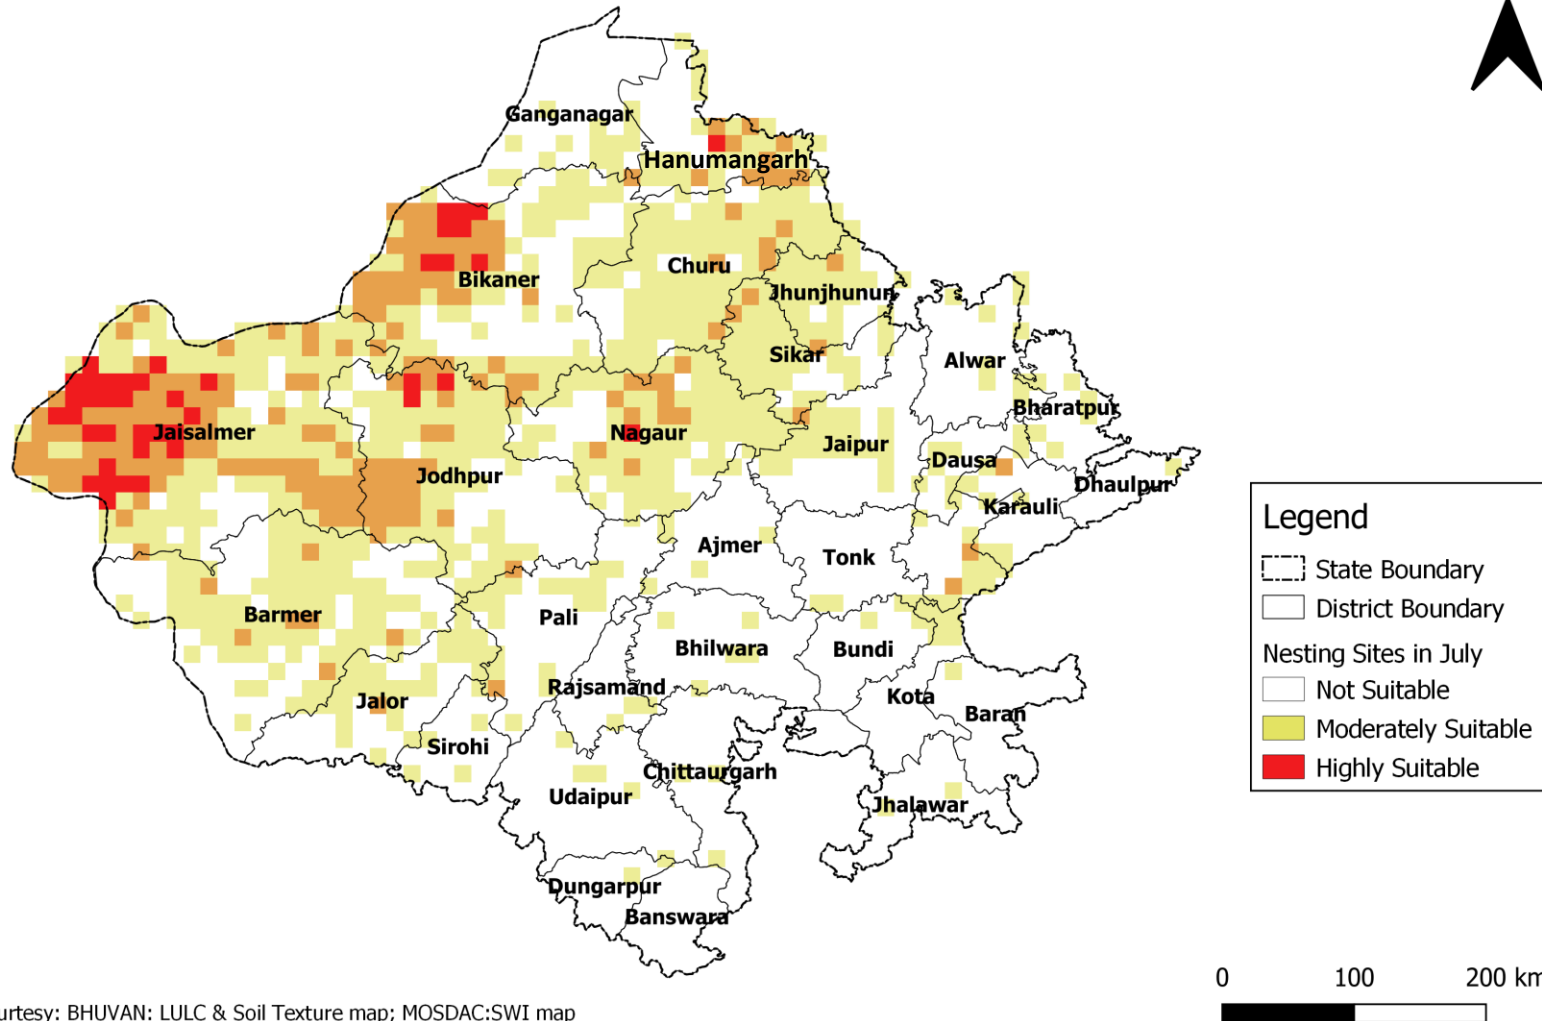 Ganganagar
Hanumangarh
Churu
Bikaner
Jhunjhunun
Sikar
Alwar
Bharatpur
Jaisalmer
Nagaur
Jaipur
Dausa
Jodhpur
Dhaulpur
Karauli
Ajmer
Tonk
Barmer
Pali
Bhilwara
Bundi
Rajsamand
Jalor
Kota
Baran
Sirohi
Chittaurgarh
Udaipur
Jhalawar
Dungarpur
Banswara
Legend
State Boundary
District Boundary
Nesting Sites in July
Not Suitable
Moderately Suitable
Highly Suitable
0 100 200 km
urtesy: BHUVAN: LULC & Soil Texture map; MOSDAC:SWI map